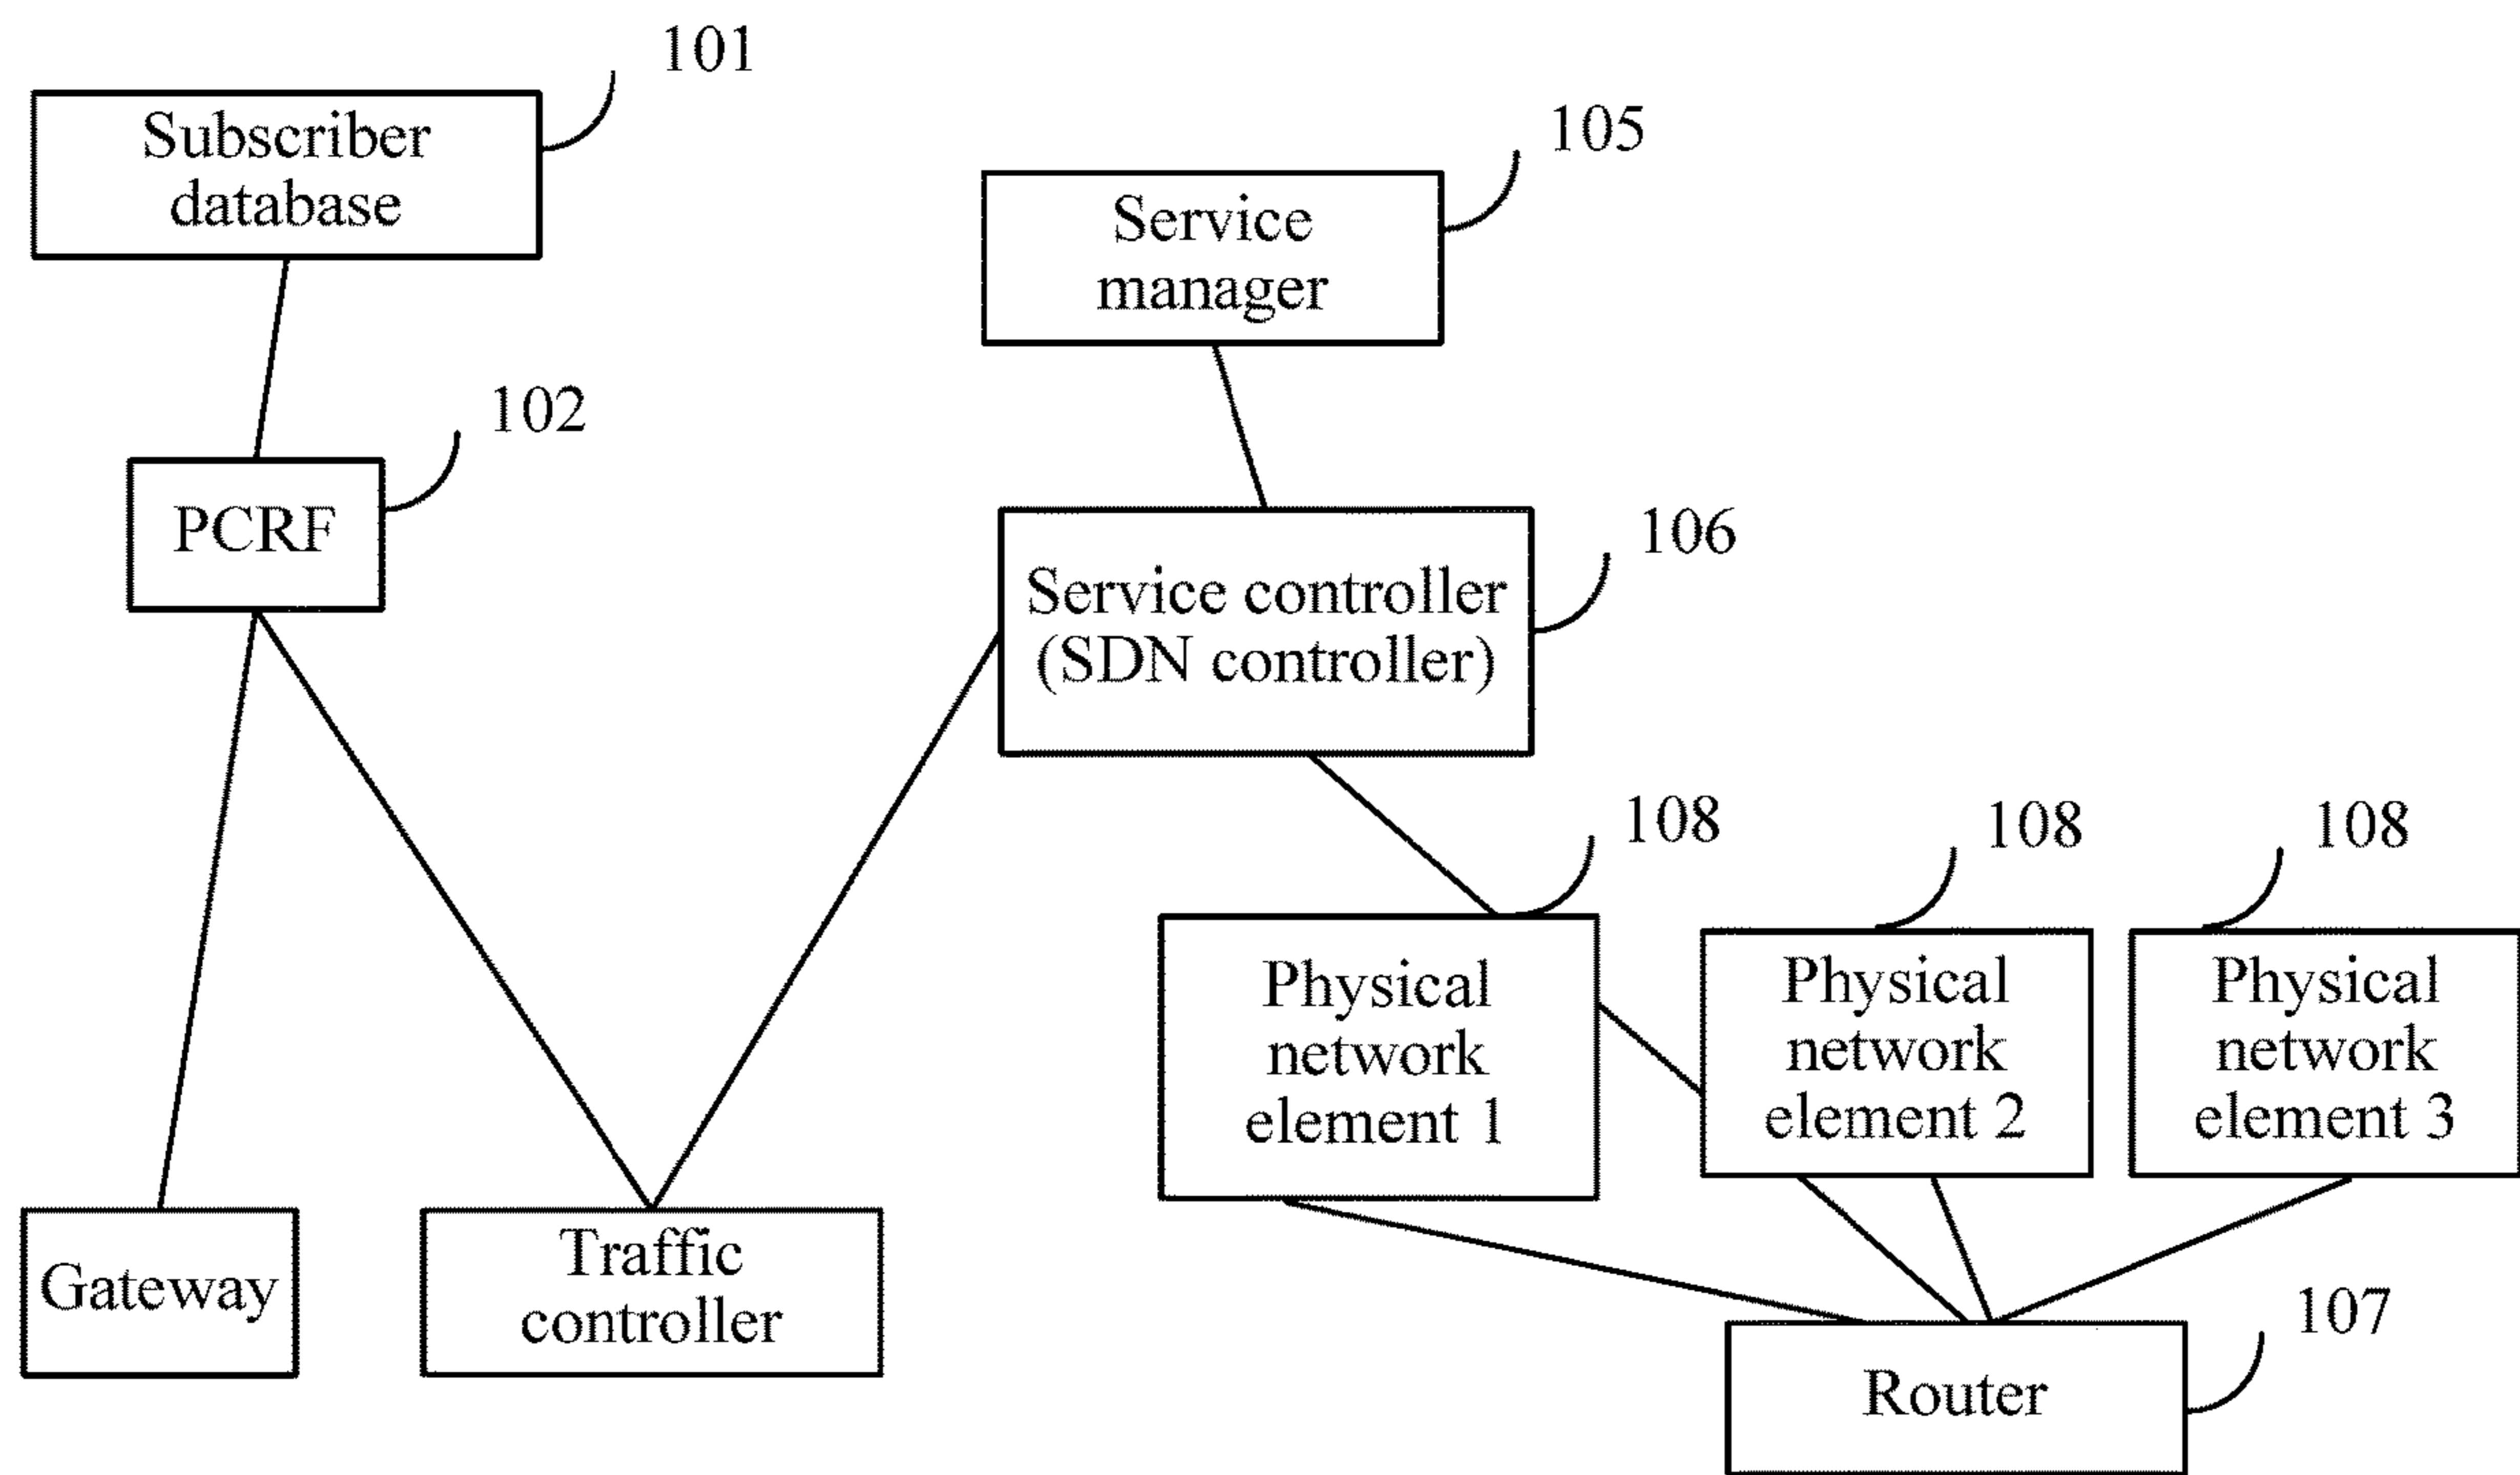 101
Subscriber
database
105
Service
manager
102
PCRF
106
Service controller
(SDN controller)
108
108
108
Physical
network
element 1
Physical
network
element 2
Physical
network
element 3
Gateway
Traffic
controller
107
Router